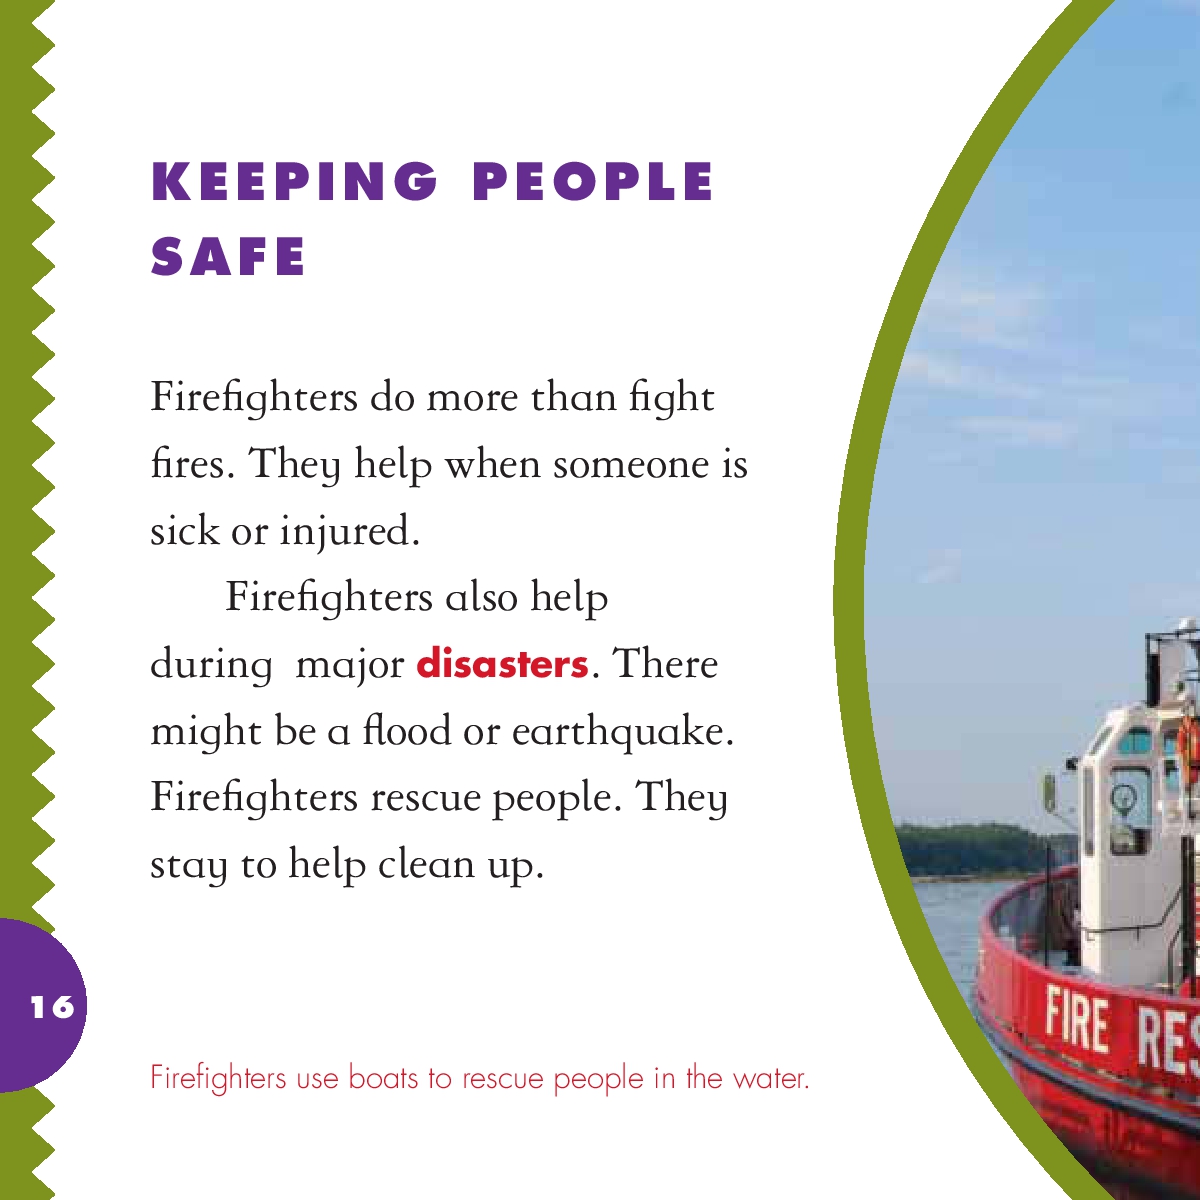 KEEPING PEOPLE
SAFE
Firefighters do more than fight
fires. They help when someone is
sick or injured.
Firefighters also help
during major disasters. There
might be a flood or earthquake.
Firefighters rescue people. They
stay to help clean up.
FIRE RES
16
Firefighters use boats to rescue people in the water.